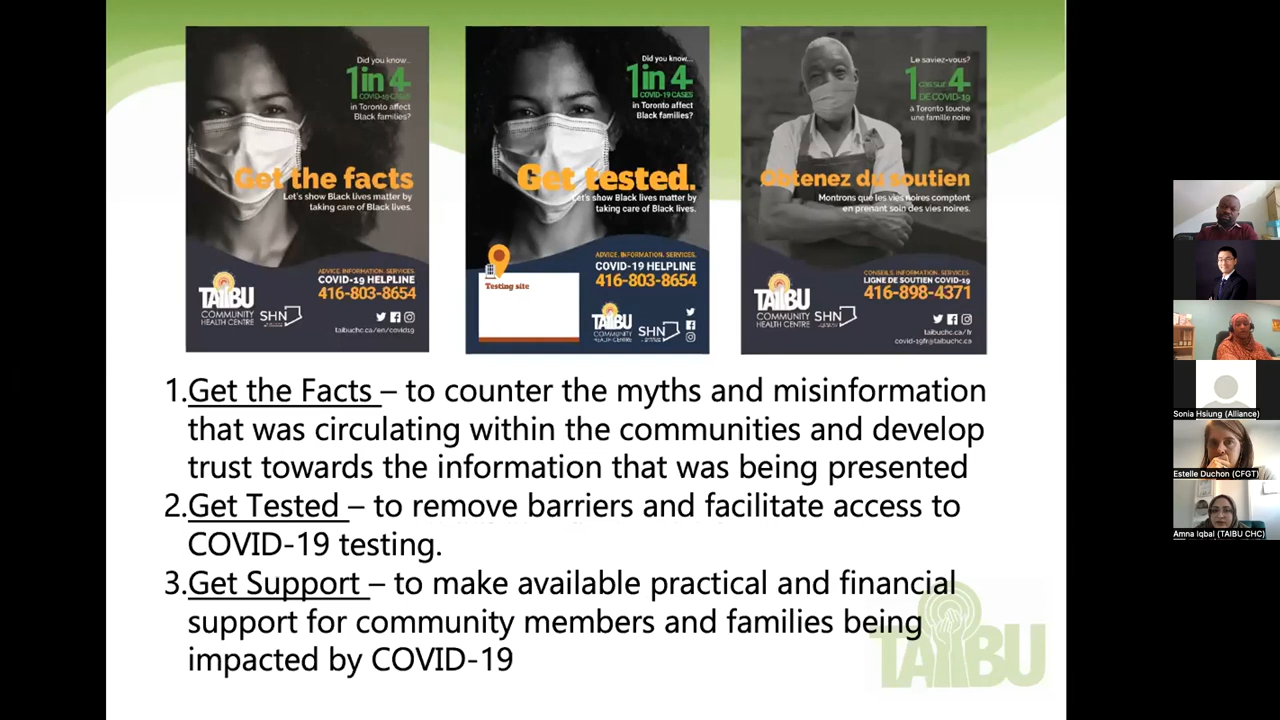 Did you know...
1 in 4
COVID-19 CASES
in Toronto affect
Black families?
Get the facts
Let's show Black lives matter by
taking care of Black lives.
ADVICE. INFORMATION. SERVICES.
COVID-19 HELPLINE
416-803-8654
TAIBU
COMMUNITY
HEALTH CENTRE
SHN
taibuchc.ca/en/covid19
Did you know...
1 in 4
COVID-19 CASES
in Toronto affect
Black families?
Get tested.
Let's show Black lives matter by
taking care of Black lives.
Testing site
ADVICE. INFORMATION. SERVICES.
COVID-19 HELPLINE
416-803-8654
TAIBU
COMMUNITY
HEALTH CENTRE
SHN
Le saviez-vous?
1 cas sur 4
DE COVID-19
à Toronto touche
une famille noire
Obtenez du soutien
Montrons que les vies noires comptent
en prenant soin des vies noires.
CONSEILS. INFORMATION. SERVICES.
LIGNE DE SOUTIEN COVID-19
416-898-4371
TAIBU
COMMUNITY
HEALTH CENTRE
SHN
taibuchc.ca/fr
covid-19fr@taibuchc.ca
1.Get the Facts – to counter the myths and misinformation
that was circulating within the communities and develop
trust towards the information that was being presented
2.Get Tested – to remove barriers and facilitate access to
COVID-19 testing.
3.Get Support – to make available practical and financial
support for community members and families being
impacted by COVID-19
TAIBU
Sonia Hsiung (Alliance)
Estelle Duchon (CFGT)
Amna Iqbal (TAIBU CHC)